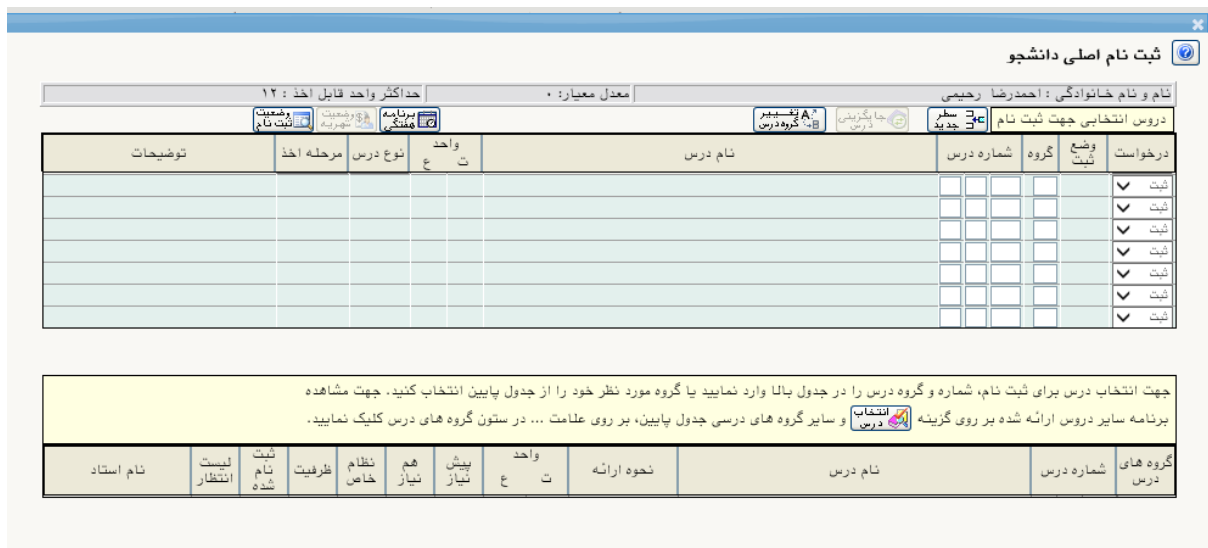 ثبت نام اصلی دانشجو
نام و نام خانوادگی : احمدرضا رحیمی معدل معیار: ۰ حداکثر واحد قابل اخذ : ۱۲
دروس انتخابی جهت ثبت نام سطر جدید جایگزینی درس تغییر گروه‌درس برنامه هفتگی وضعیت شهریه وضعیت ثبت نام
درخواست وضع ثبت گروه شماره درس نام درس واحد ت ع نوع درس مرحله اخذ توضیحات
ثبت
ثبت
ثبت
ثبت
ثبت
ثبت
ثبت
جهت انتخاب درس برای ثبت نام، شماره و گروه درس را در جدول بالا وارد نمایید یا گروه مورد نظر خود را از جدول پایین انتخاب کنید. جهت مشاهده
برنامه سایر دروس ارائه شده بر روی گزینه انتخاب درس و سایر گروه های درسی جدول پایین، بر روی علامت ... در ستون گروه های درس کلیک نمایید.
گروه های درس شماره درس نام درس نحوه ارائه واحد ت ع پیش نیاز هم نیاز نظام خاص ظرفیت ثبت نام شده لیست انتظار نام استاد